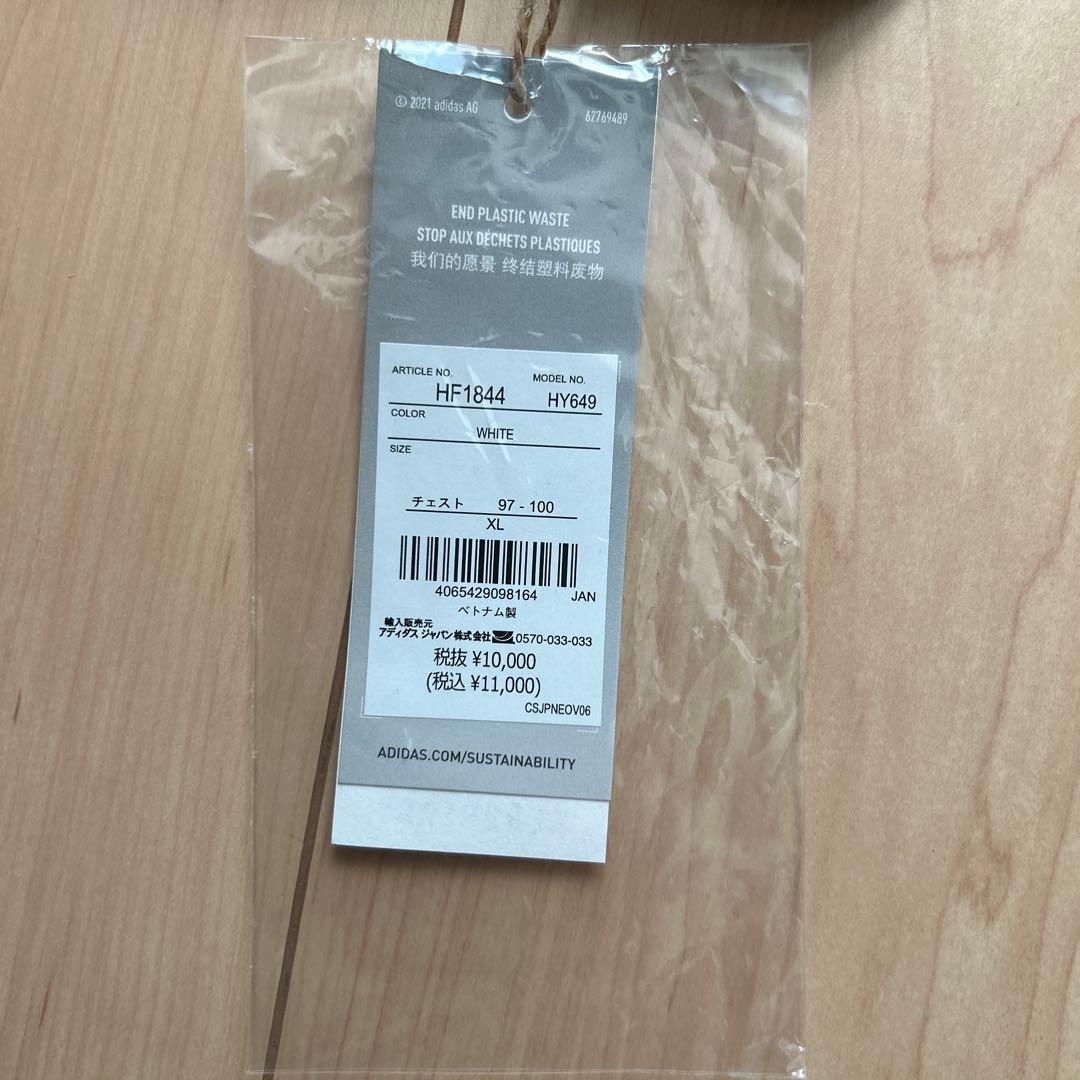 © 2021 adidas AG
62769489
END PLASTIC WASTE
STOP AUX DÉCHETS PLASTIQUES
我们的愿景 终结塑料废物
ARTICLE NO. MODEL NO.
HF1844 HY649
COLOR
WHITE
SIZE
チェスト 97 - 100
XL
4065429098164 JAN
ベトナム製
輸入販売元
アディダス ジャパン株式会社 0570-033-033
税抜 ¥10,000
(税込 ¥11,000)
CSJPNEOV06
ADIDAS.COM/SUSTAINABILITY